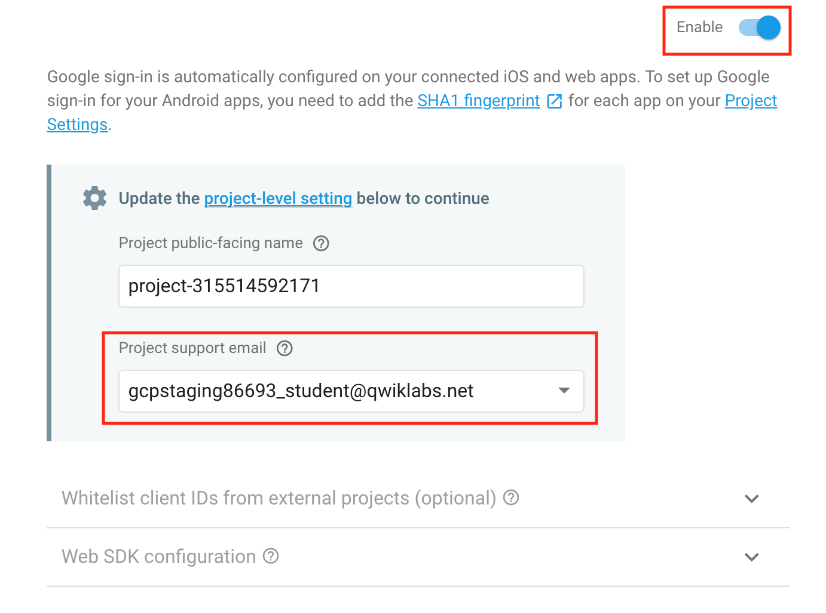 Enable
Google sign-in is automatically configured on your connected iOS and web apps. To set up Google
sign-in for your Android apps, you need to add the SHA1 fingerprint for each app on your Project
Settings.
Update the project-level setting below to continue
Project public-facing name
project-315514592171
Project support email
gcpstaging86693_student@qwiklabs.net
Whitelist client IDs from external projects (optional)
Web SDK configuration